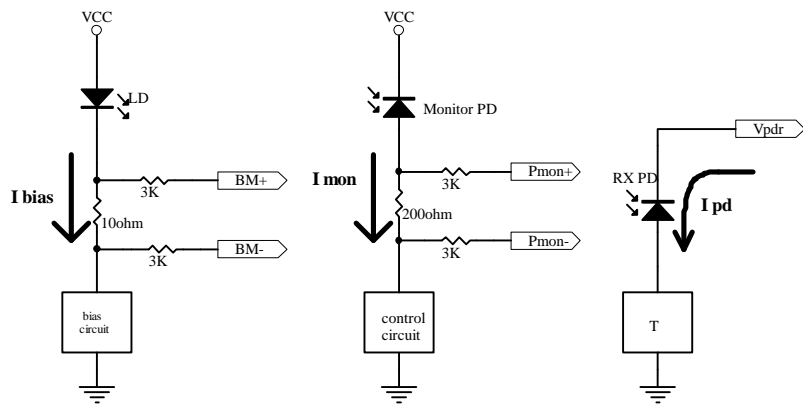 VCC
LD
I bias
3K
BM+
10ohm
3K
BM-
bias
circuit
VCC
Monitor PD
I mon
3K
Pmon+
200ohm
3K
Pmon-
control
circuit
Vpdr
RX PD
I pd
T